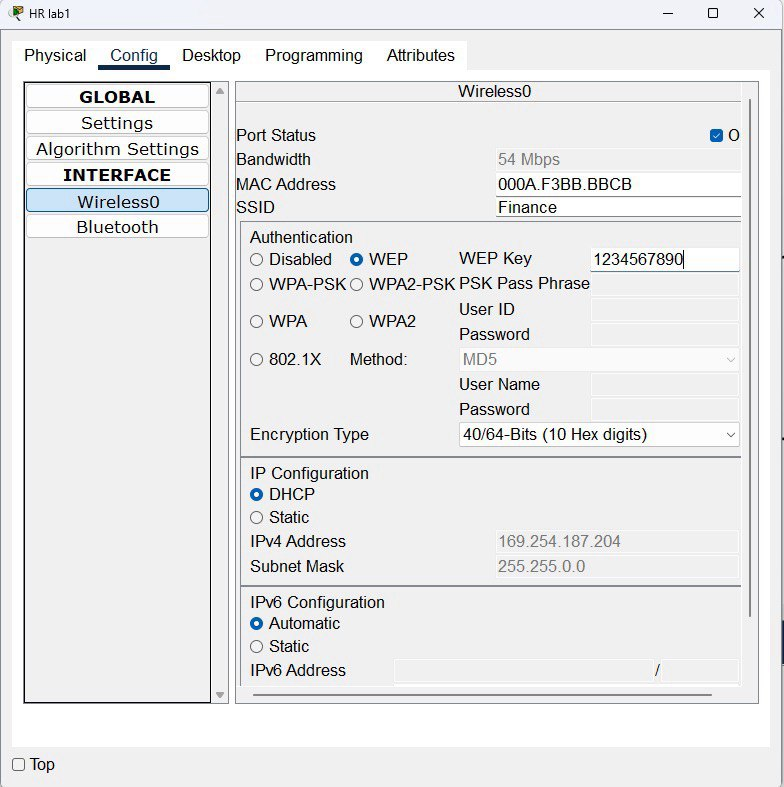 HR lab1
Physical Config Desktop Programming Attributes
GLOBAL
Settings
Algorithm Settings
INTERFACE
Wireless0
Bluetooth
Wireless0
Port Status O
Bandwidth 54 Mbps
MAC Address 000A.F3BB.BBCB
SSID Finance
Authentication
Disabled WEP WEP Key 1234567890
WPA-PSK WPA2-PSK PSK Pass Phrase
User ID
WPA WPA2
Password
802.1X Method: MD5
User Name
Password
Encryption Type 40/64-Bits (10 Hex digits)
IP Configuration
DHCP
Static
IPv4 Address 169.254.187.204
Subnet Mask 255.255.0.0
IPv6 Configuration
Automatic
Static
IPv6 Address /
Top